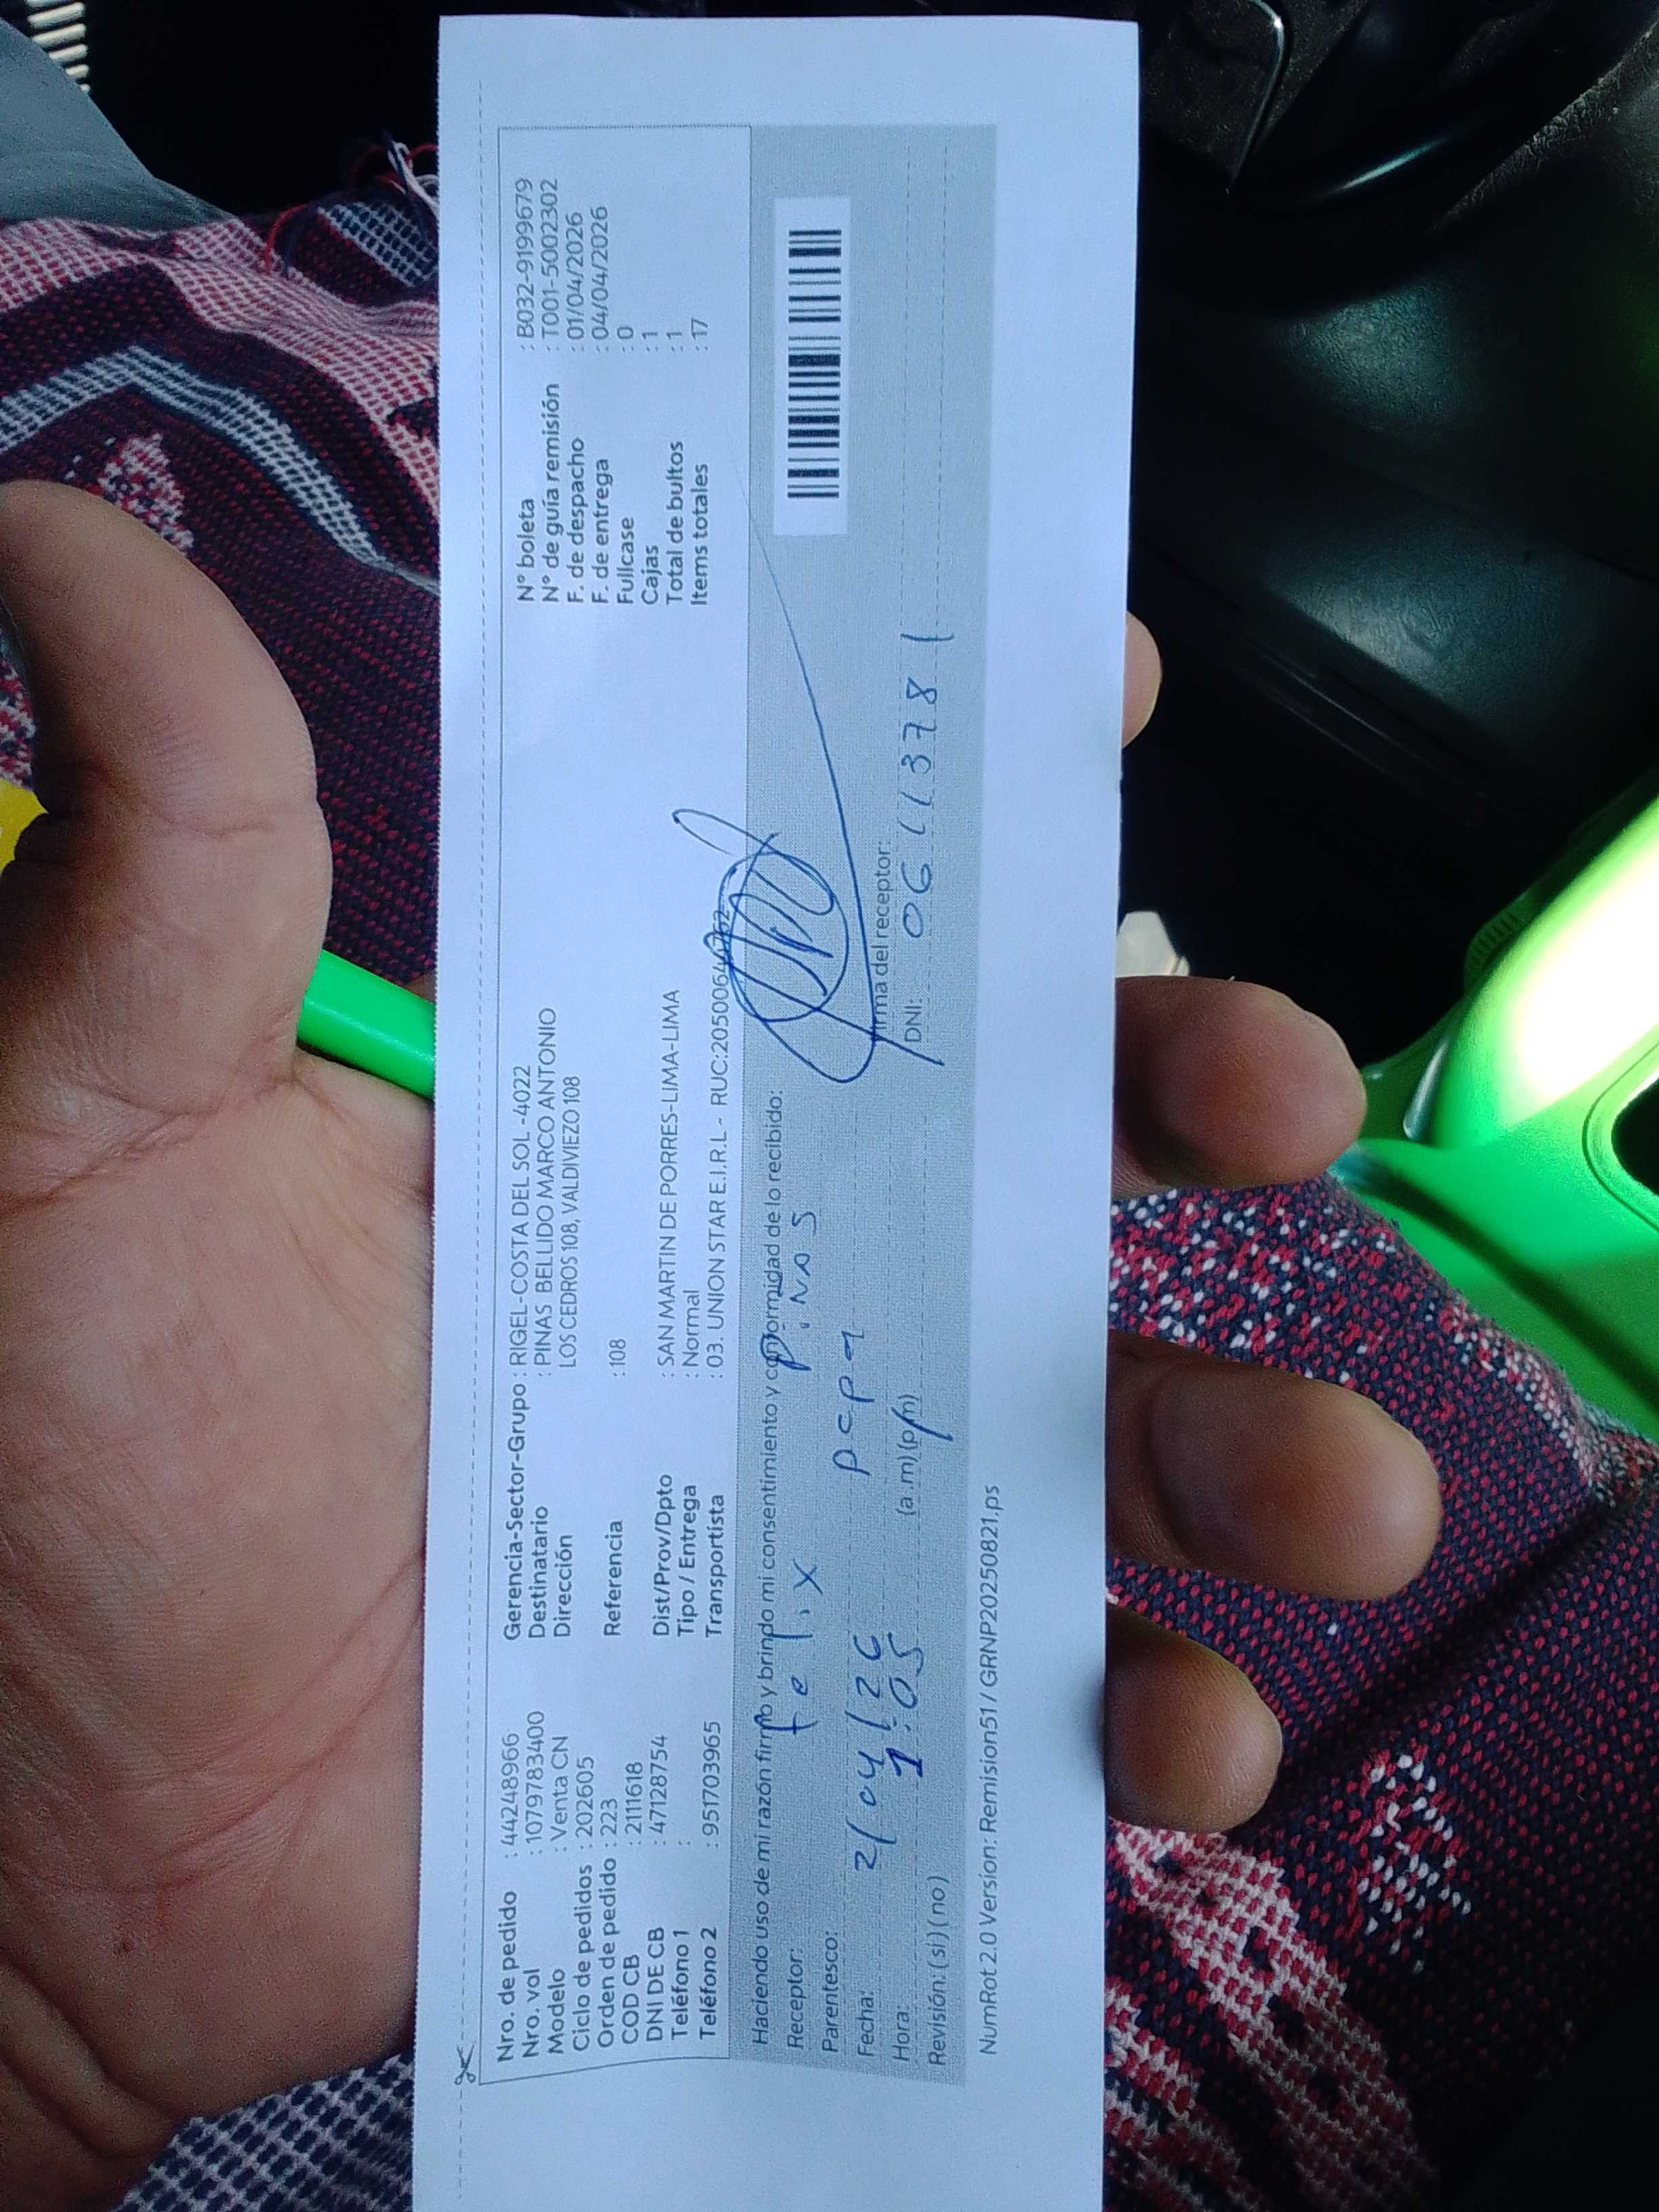 Nro. de pedido : 44248966
Nro. vol : 1079783400
Modelo : Venta CN
Ciclo de pedidos : 202605
Orden de pedido : 223
COD CB : 2111618
DNI DE CB : 47128754
Teléfono 1 :
Teléfono 2 : 951703965
Gerencia-Sector-Grupo : RIGEL-COSTA DEL SOL -4022
Destinatario : PINAS BELLIDO MARCO ANTONIO
Dirección LOS CEDROS 108, VALDIVIEZO 108
Referencia : 108
Dist/Prov/Dpto : SAN MARTIN DE PORRES-LIMA-LIMA
Tipo / Entrega : Normal
Transportista : 03. UNION STAR E.I.R.L - RUC:20500644762
N° boleta : B032-9199679
N° de guía remisión : T001-5002302
F. de despacho : 01/04/2026
F. de entrega : 04/04/2026
Fullcase : 0
Cajas : 1
Total de bultos : 1
Items totales : 17
Haciendo uso de mi razón firmo y brindo mi consentimiento y conformidad de lo recibido:
Receptor: felix pinos
Parentesco: papa
Fecha: 2/04/26
Hora: 1:05 (a.m) (p.m)
Revisión: (si) (no)
Firma del receptor:
DNI: 06113781
NumRot 2.0 Version: Remision51 / GRNP20250821.ps